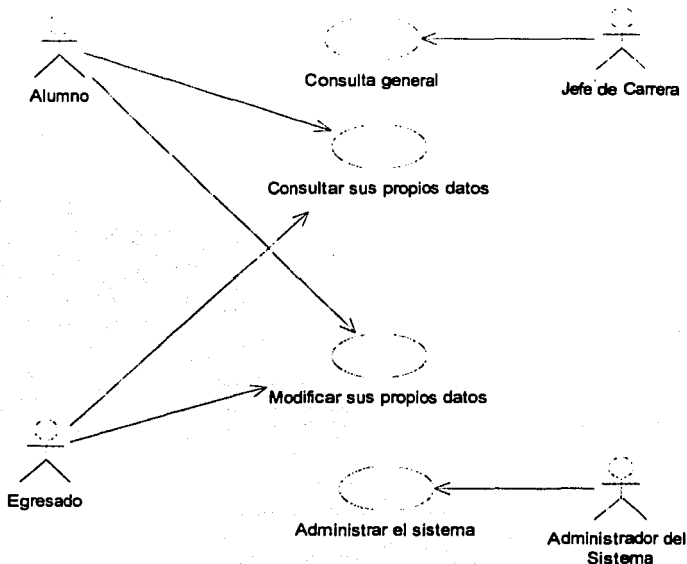 Consulta general
Alumno
Jefe de Carrera
Consultar sus propios datos
Modificar sus propios datos
Egresado
Administrar el sistema
Administrador del
Sistema